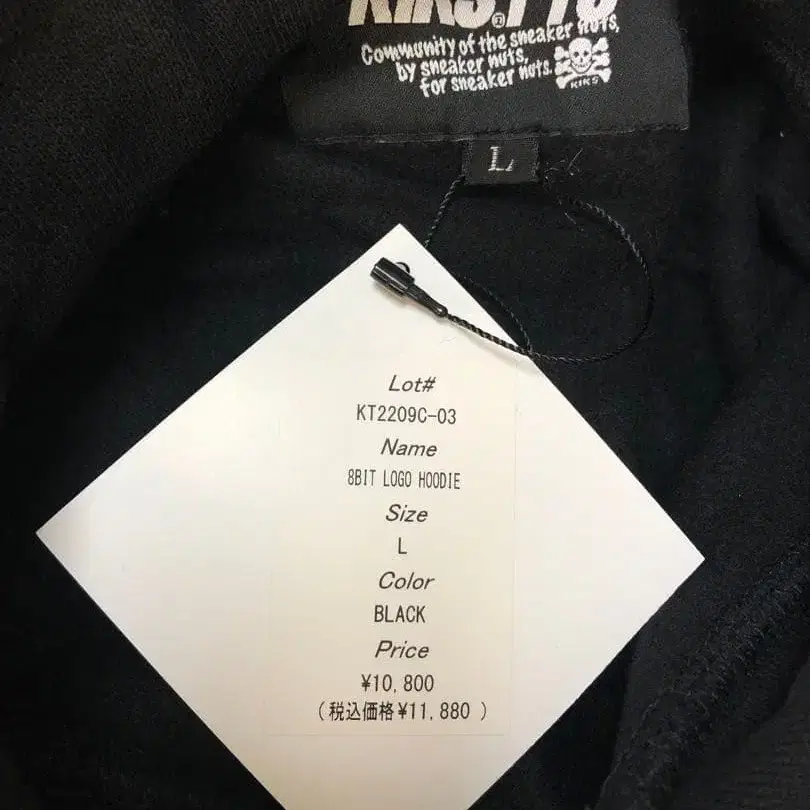 Community of the sneaker nuts,
by sneaker nuts,
for sneaker nuts.
KIKS
L
Lot#
KT2209C-03
Name
8BIT LOGO HOODIE
Size
L
Color
BLACK
Price
¥10,800
(税込価格¥11,880 )